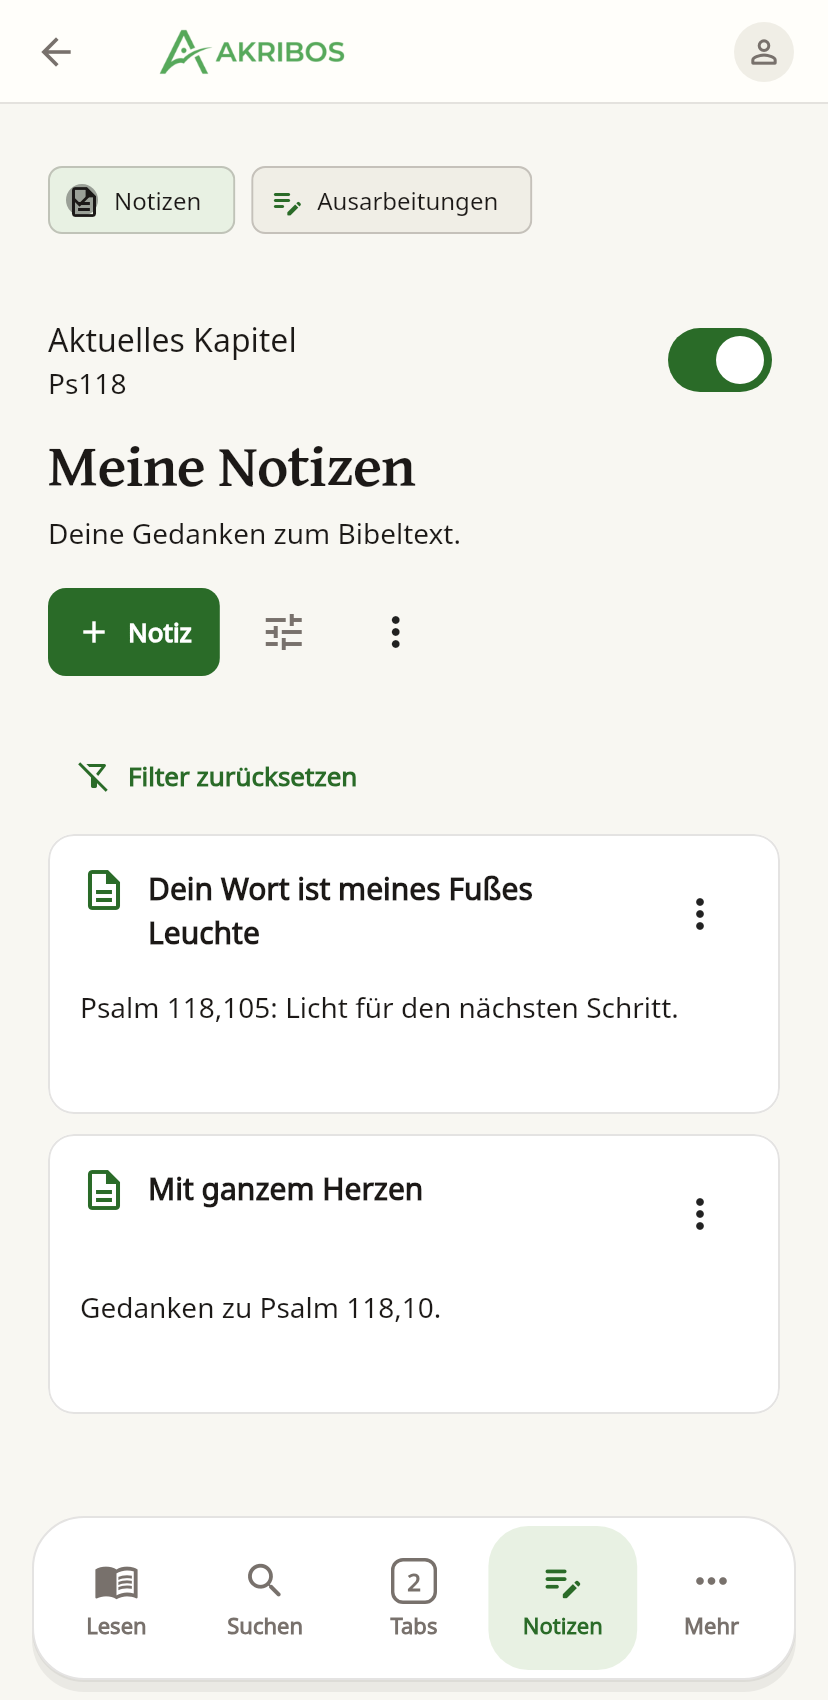 AKRIBOS
Notizen
Ausarbeitungen
Aktuelles Kapitel
Ps118
Meine Notizen
Deine Gedanken zum Bibeltext.
Notiz
Filter zurücksetzen
Dein Wort ist meines Fußes
Leuchte
Psalm 118,105: Licht für den nächsten Schritt.
Mit ganzem Herzen
Gedanken zu Psalm 118,10.
2
Lesen
Suchen
Tabs
Notizen
Mehr